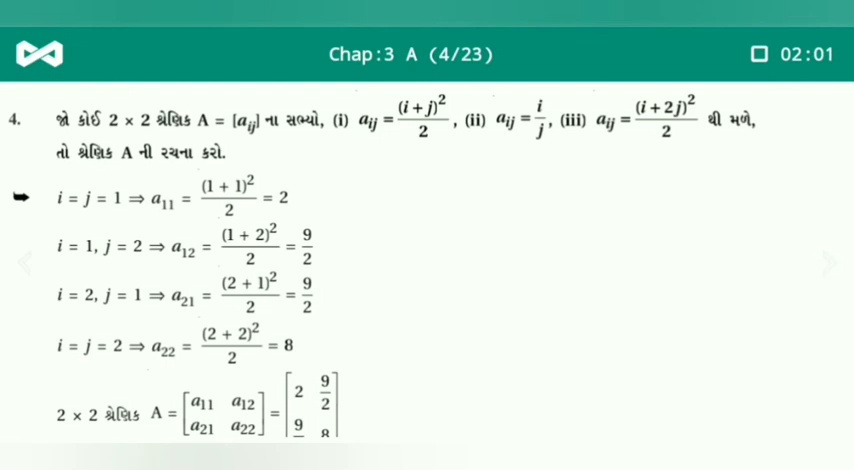 Chap:3 A (4/23) 02:01
4. જો કોઈ 2 × 2 શ્રેણિક A = [aᵢⱼ] ના સભ્યો, (i) aᵢⱼ = (i + j)²/2, (ii) aᵢⱼ = i/j, (iii) aᵢⱼ = (i + 2j)²/2 થી મળે,
તો શ્રેણિક A ની રચના કરો.
➡ i = j = 1 ⇒ a₁₁ = (1 + 1)²/2 = 2
i = 1, j = 2 ⇒ a₁₂ = (1 + 2)²/2 = 9/2
i = 2, j = 1 ⇒ a₂₁ = (2 + 1)²/2 = 9/2
i = j = 2 ⇒ a₂₂ = (2 + 2)²/2 = 8
2 × 2 શ્રેણિક A = [a₁₁ a₁₂; a₂₁ a₂₂] = [2 9/2; 9 8